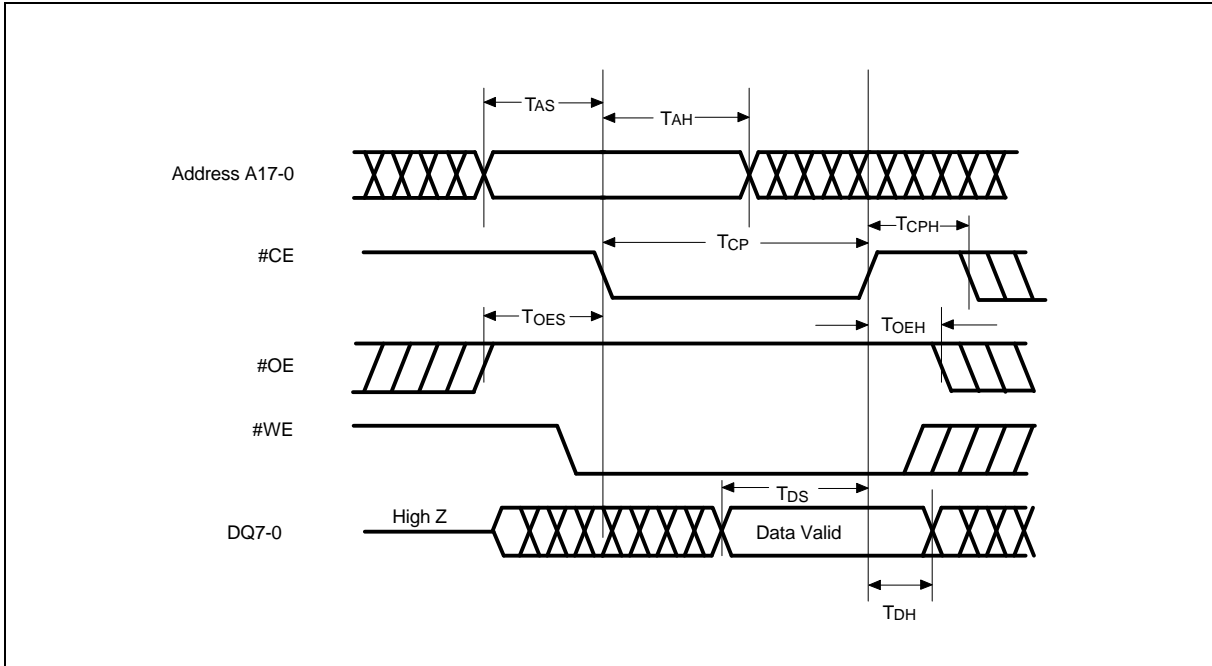 TAS
TAH
Address A17-0
TCPH
TCP
#CE
TOES
TOEH
#OE
#WE
TDS
High Z
DQ7-0
Data Valid
TDH